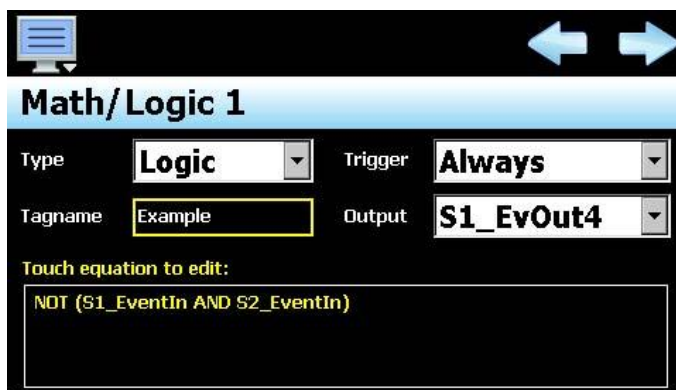 Math/Logic 1
Type Logic Trigger Always
Tagname Example Output S1_EvOut4
Touch equation to edit:
NOT (S1_EventIn AND S2_EventIn)